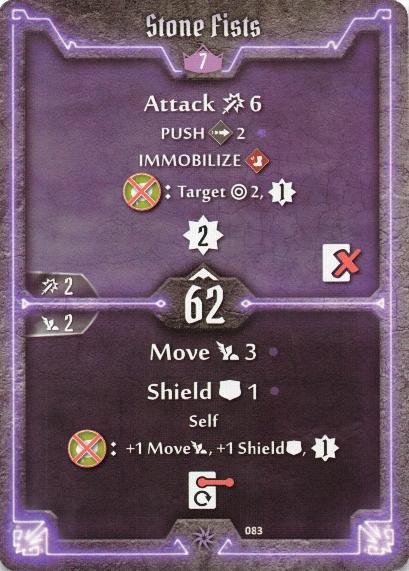 Stone Fists
7
Attack 6
PUSH 2
IMMOBILIZE
: Target 2, 1
2
2
62
2
Move 3
Shield 1
Self
: +1 Move, +1 Shield, 1
083